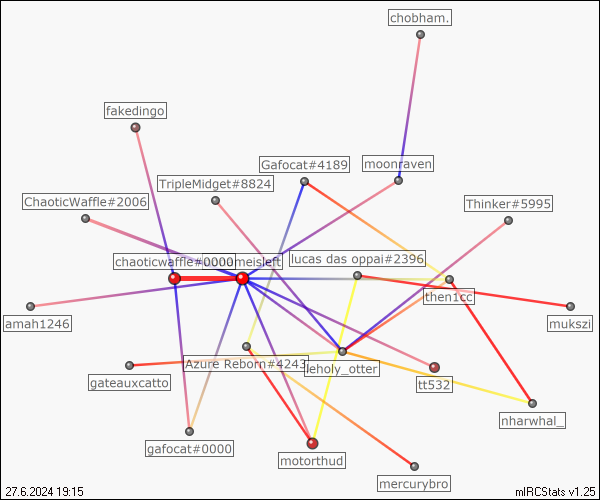 chobham.
fakedingo
Gafocat#4189
moonraven
TripleMidget#8824
ChaoticWaffle#2006
Thinker#5995
chaoticwaffle#0000
meisleft
lucas das oppai#2396
then1cc
amah1246
mukszi
Azure Reborn#4243
leholy_otter
gateauxcatto
tt532
nharwhal_
gafocat#0000
motorthud
mercurybro
27.6.2024 19:15
mIRCStats v1.25